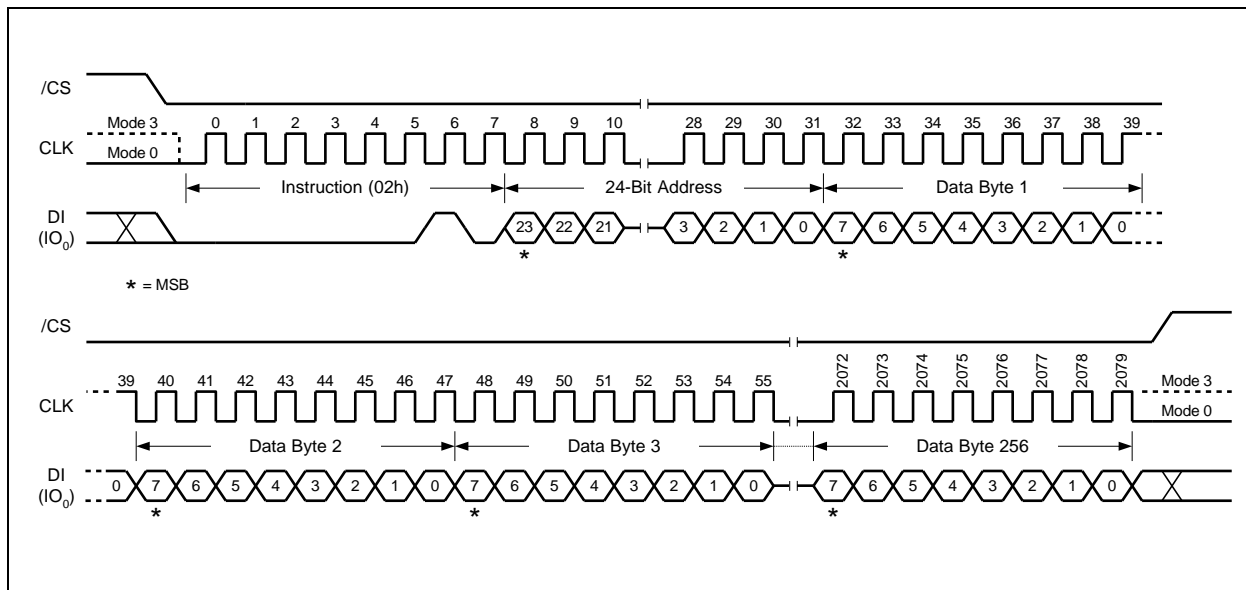 /CS
Mode 3 0 1 2 3 4 5 6 7 8 9 10 28 29 30 31 32 33 34 35 36 37 38 39
CLK
Mode 0
Instruction (02h) 24-Bit Address Data Byte 1
DI
(IO0)
23 22 21 3 2 1 0 7 6 5 4 3 2 1 0
* *
* = MSB
/CS
39 40 41 42 43 44 45 46 47 48 49 50 51 52 53 54 55 2072 2073 2074 2075 2076 2077 2078 2079
Mode 3
CLK
Mode 0
Data Byte 2 Data Byte 3 Data Byte 256
DI
(IO0)
0 7 6 5 4 3 2 1 0 7 6 5 4 3 2 1 0 7 6 5 4 3 2 1 0
* * *